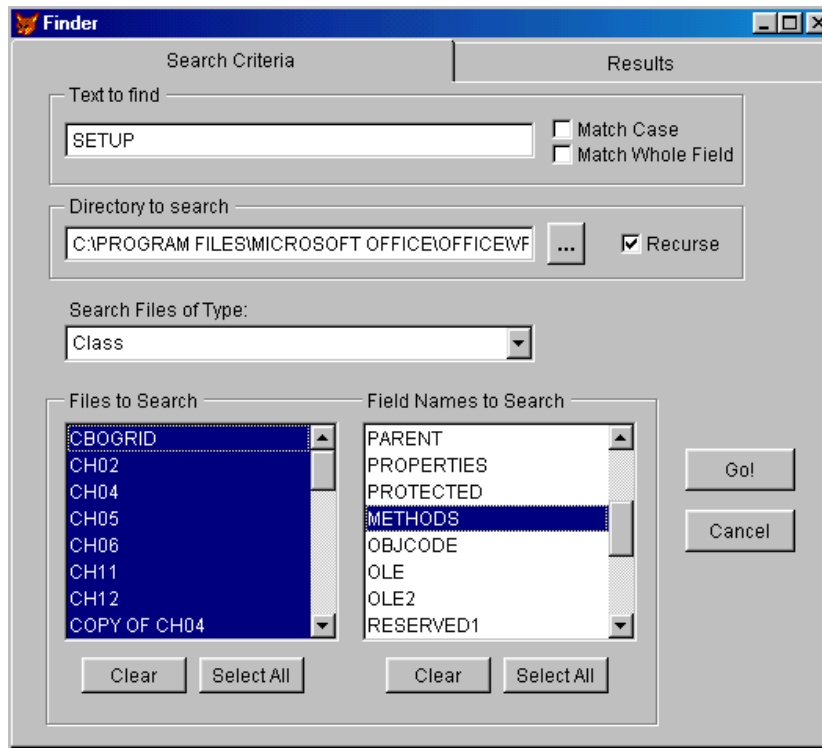 Finder
Search Criteria
Results
Text to find
SETUP
Match Case
Match Whole Field
Directory to search
C:\PROGRAM FILES\MICROSOFT OFFICE\OFFICE\VF
...
Recurse
Search Files of Type:
Class
Files to Search
Field Names to Search
CBOGRID
CH02
CH04
CH05
CH06
CH11
CH12
COPY OF CH04
PARENT
PROPERTIES
PROTECTED
METHODS
OBJCODE
OLE
OLE2
RESERVED1
Go!
Cancel
Clear
Select All
Clear
Select All